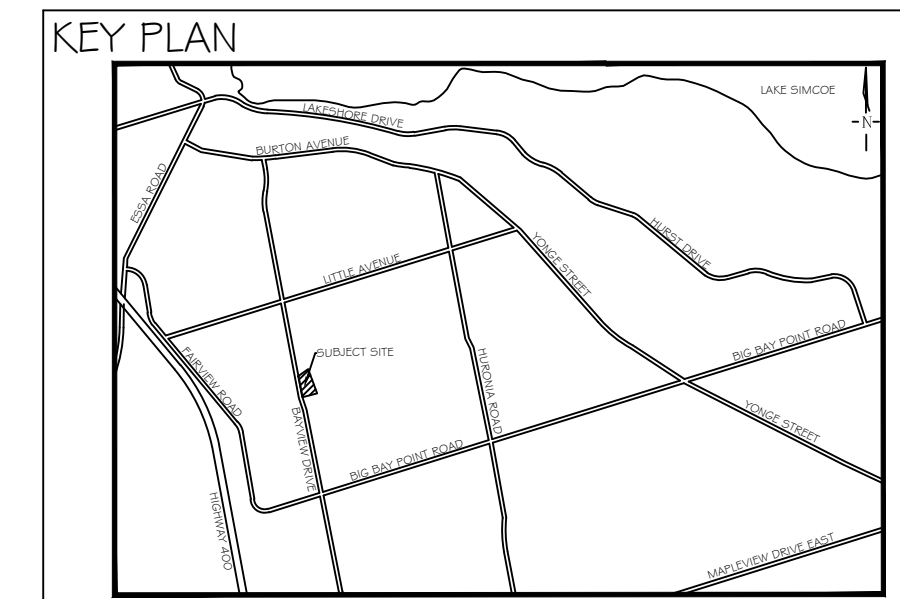 KEY PLAN
LAKE SIMCOE
N
LAKESHORE DRIVE
BURTON AVENUE
ESSA ROAD
HURST DRIVE
YONGE STREET
LITTLE AVENUE
BIG BAY POINT ROAD
SUBJECT SITE
FAIRVIEW ROAD
HURONIA ROAD
BAYVIEW DRIVE
YONGE STREET
BIG BAY POINT ROAD
HIGHWAY 400
MAPLEVIEW DRIVE EAST